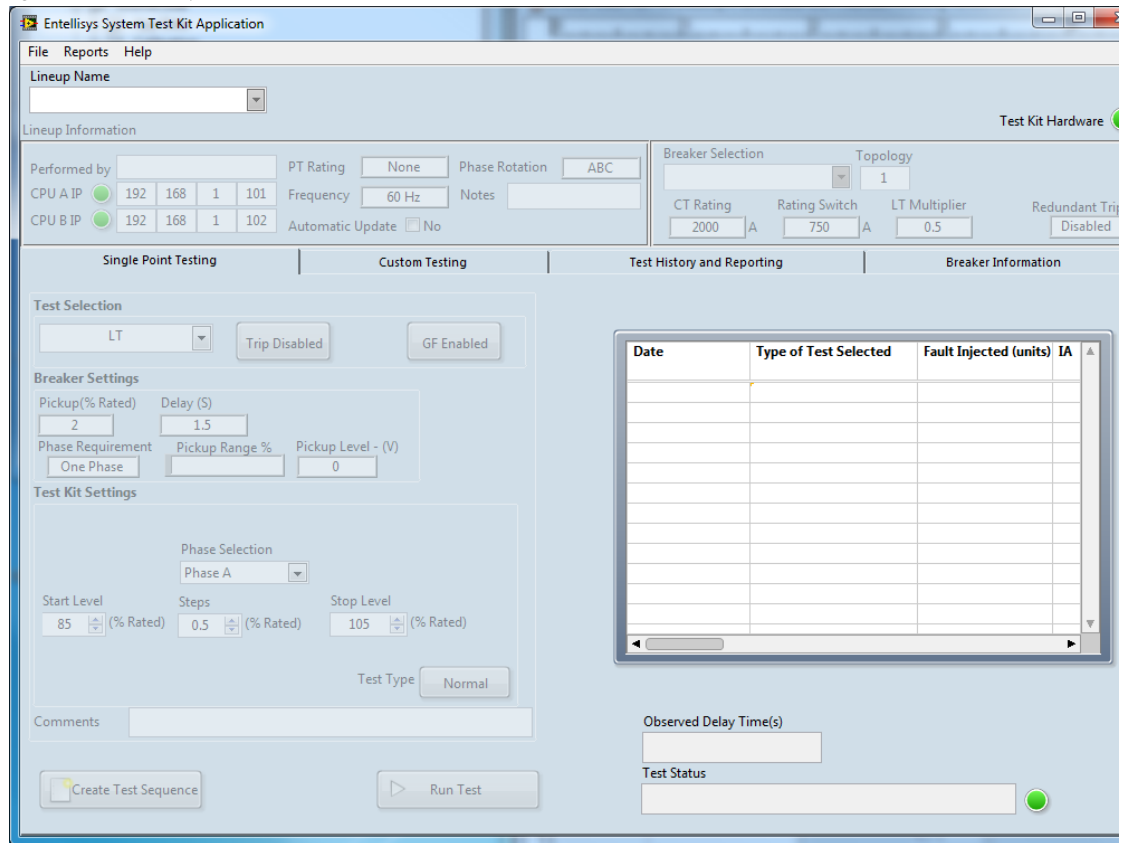 Entellisys System Test Kit Application
File Reports Help
Lineup Name
Test Kit Hardware
Lineup Information
Performed by
PT Rating None Phase Rotation ABC
CPU A IP 192 168 1 101
Frequency 60 Hz Notes
CPU B IP 192 168 1 102
Automatic Update No
Breaker Selection Topology
1
CT Rating Rating Switch LT Multiplier Redundant Trip
2000 A 750 A 0.5 Disabled
Single Point Testing Custom Testing Test History and Reporting Breaker Information
Test Selection
LT Trip Disabled GF Enabled
Breaker Settings
Pickup(% Rated) Delay (S)
2 1.5
Phase Requirement Pickup Range % Pickup Level - (V)
One Phase 0
Test Kit Settings
Phase Selection
Phase A
Start Level Steps Stop Level
85 (% Rated) 0.5 (% Rated) 105 (% Rated)
Test Type Normal
Comments
Create Test Sequence Run Test
Date Type of Test Selected Fault Injected (units) IA
Observed Delay Time(s)
Test Status